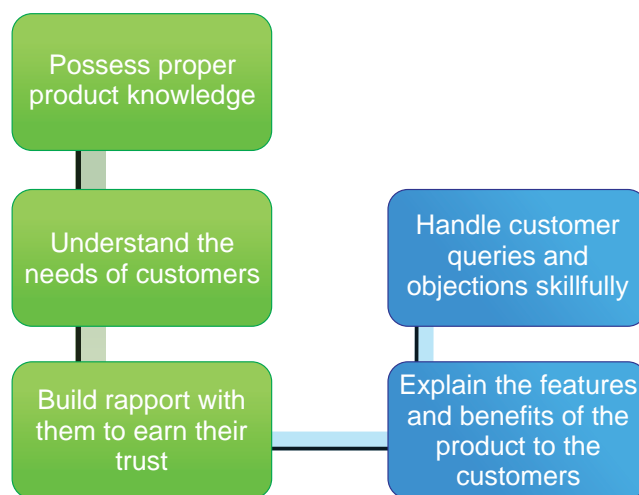 Possess proper
product knowledge
Understand the
needs of customers
Build rapport with
them to earn their
trust
Explain the features
and benefits of the
product to the
customers
Handle customer
queries and
objections skillfully